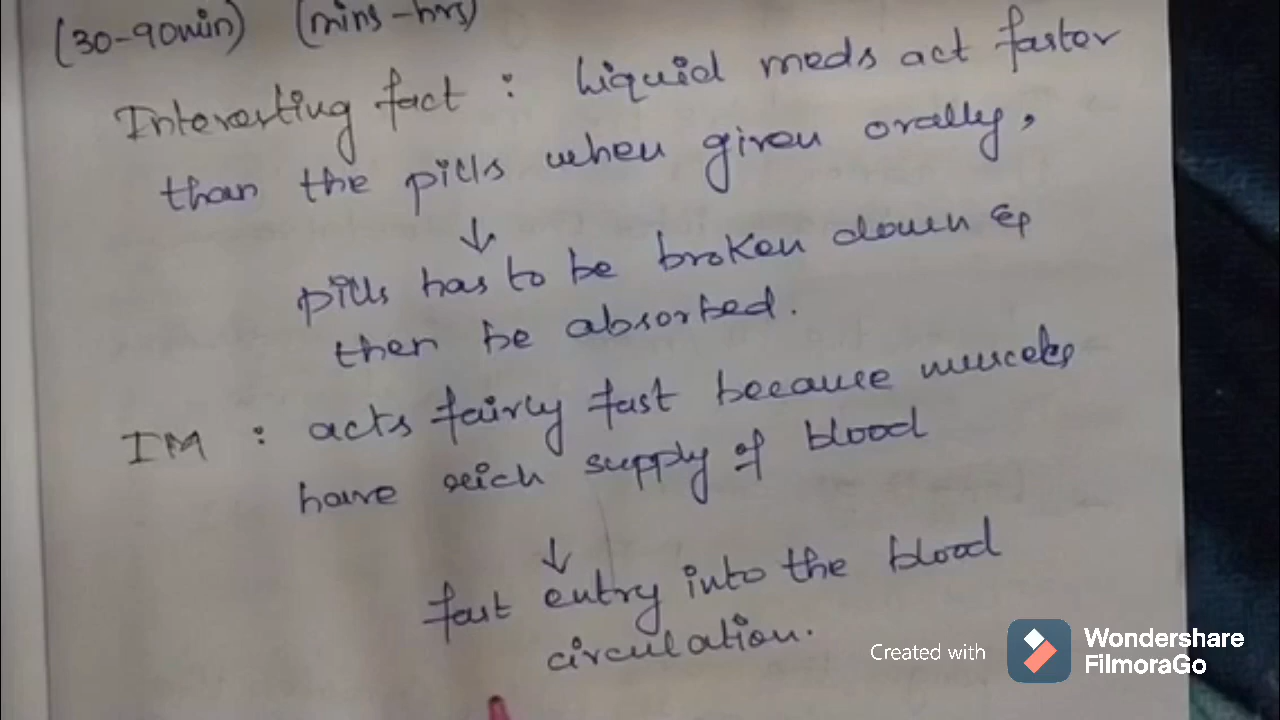 (30-90min) (mins-hrs)
Interesting fact : Liquid meds act faster
than the pills when given orally,
↓
pills has to be broken down &
then be absorbed.
IM : acts fairly fast because muscles
have rich supply of blood
↓
fast entry into the blood
circulation.
Created with Wondershare
FilmoraGo